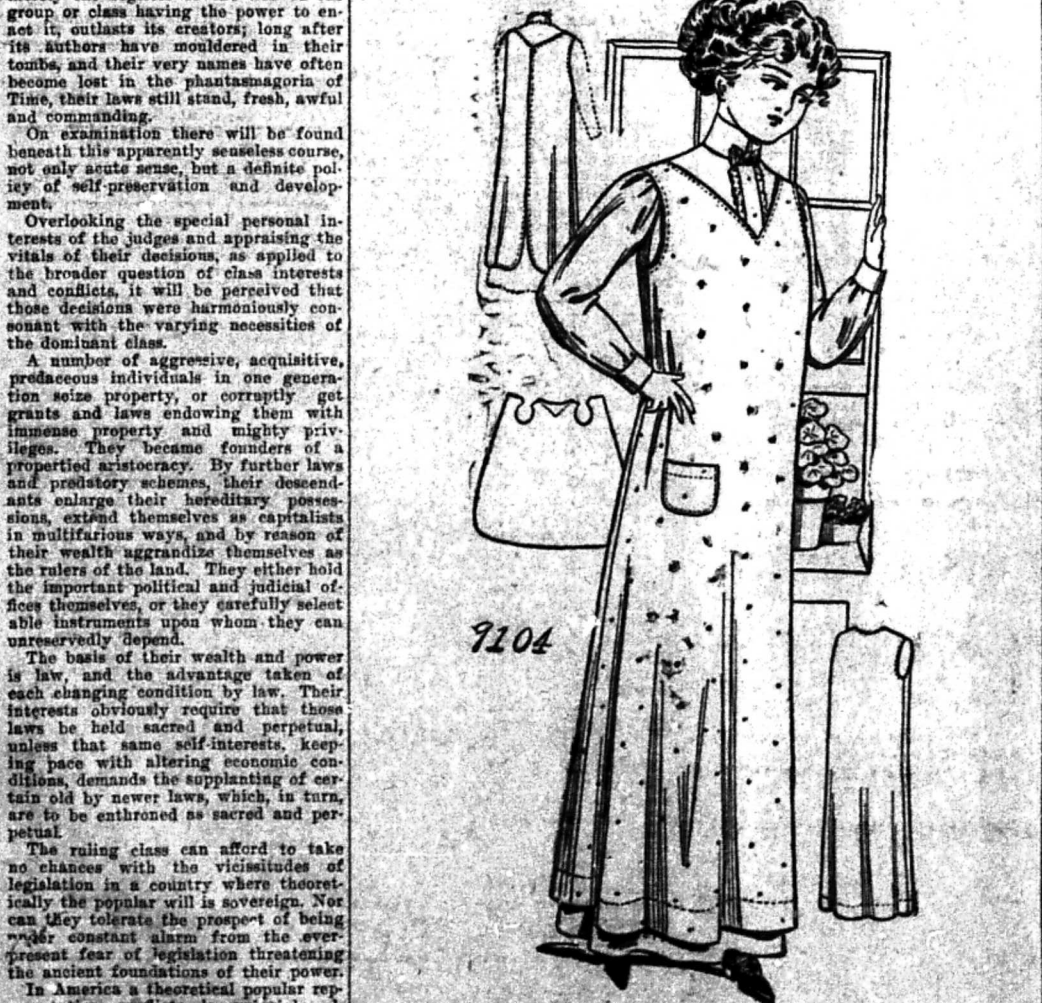 group or class having the power to en-
act it, outlasts its creators; long after
its authors have mouldered in their
tombs, and their very names have often
become lost in the phantasmagoria of
Time, their laws still stand, fresh, awful
and commanding.
On examination there will be found
beneath this apparently senseless course,
not only acute sense, but a definite pol-
icy of self-preservation and develop-
ment.
Overlooking the special personal in-
terests of the judges and appraising the
vitals of their decisions, as applied to
the broader question of class interests
and conflicts, it will be perceived that
those decisions were harmoniously con-
sonant with the varying necessities of
the dominant class.
A number of aggressive, acquisitive,
predaceous individuals in one genera-
tion seize property, or corruptly get
grants and laws endowing them with
immense property and mighty priv-
ileges. They became founders of a
propertied aristocracy. By further laws
and predatory schemes, their descend-
ants enlarge their hereditary posses-
sions, extend themselves as capitalists
in multifarious ways, and by reason of
their wealth aggrandize themselves as
the rulers of the land. They either hold
the important political and judicial of-
fices themselves, or they carefully select
able instruments upon whom they can
unreservedly depend.
The basis of their wealth and power
is law, and the advantage taken of
each changing condition by law. Their
interests obviously require that those
laws be held sacred and perpetual,
unless that same self-interests, keep-
ing pace with altering economic con-
ditions, demands the supplanting of cer-
tain old by newer laws, which, in turn,
are to be enthroned as sacred and per-
petual.
The ruling class can afford to take
no chances with the vicissitudes of
legislation in a country where theoret-
ically the popular will is sovereign. Nor
can they tolerate the prospect of being
under constant alarm from the ever-
present fear of legislation threatening
the ancient foundations of their power.
In America a theoretical popular rep-
9104